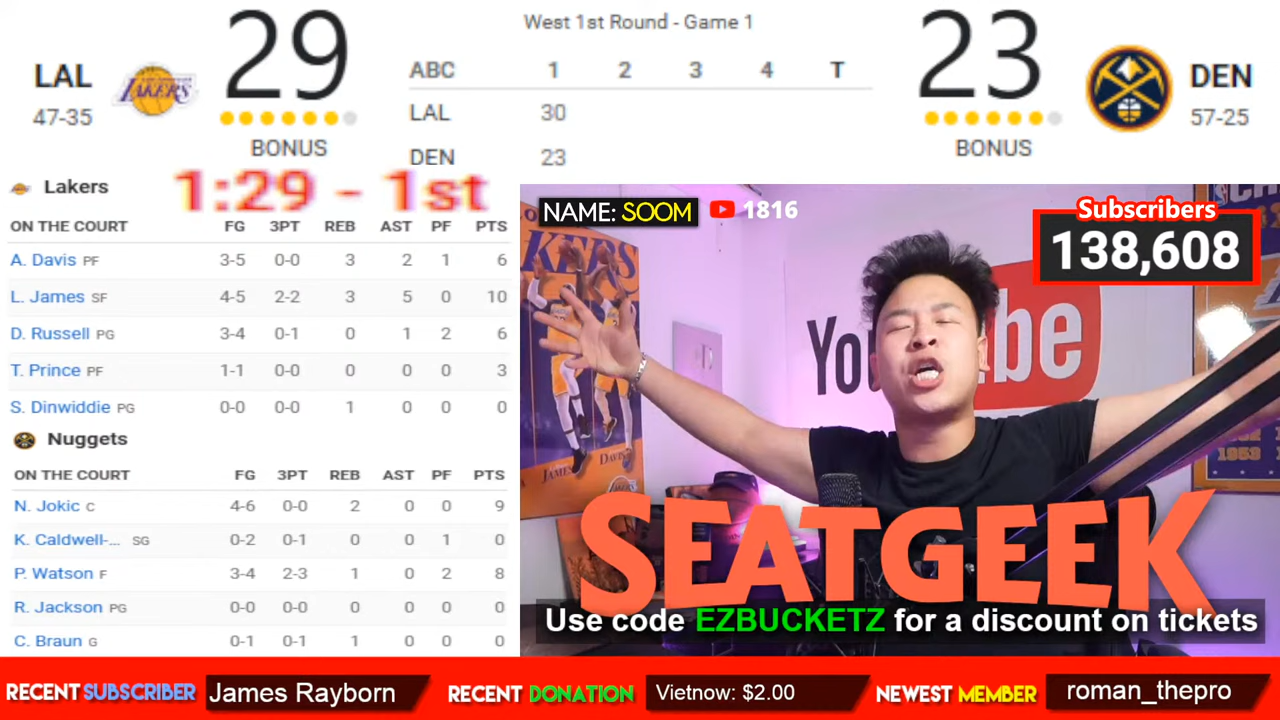 West 1st Round - Game 1
LAL
47-35
LAKERS
29
BONUS
ABC 1 2 3 4 T
LAL 30
DEN 23
23
BONUS
DEN
57-25
1:29 - 1st
Lakers
ON THE COURT FG 3PT REB AST PF PTS
A. Davis PF 3-5 0-0 3 2 1 6
L. James SF 4-5 2-2 3 5 0 10
D. Russell PG 3-4 0-1 0 1 2 6
T. Prince PF 1-1 0-0 0 0 0 3
S. Dinwiddie PG 0-0 0-0 1 0 0 0
Nuggets
ON THE COURT FG 3PT REB AST PF PTS
N. Jokic C 4-6 0-0 2 0 0 9
K. Caldwell-... SG 0-2 0-1 0 0 1 0
P. Watson F 3-4 2-3 1 0 2 8
R. Jackson PG 0-0 0-0 0 0 0 0
C. Braun G 0-1 0-1 1 0 0 0
NAME: SOOM
1816
Subscribers
138,608
JAMES DAVIS
SEATGEEK
Use code EZBUCKETZ for a discount on tickets
RECENT SUBSCRIBER James Rayborn
RECENT DONATION Vietnow: $2.00
NEWEST MEMBER roman_thepro